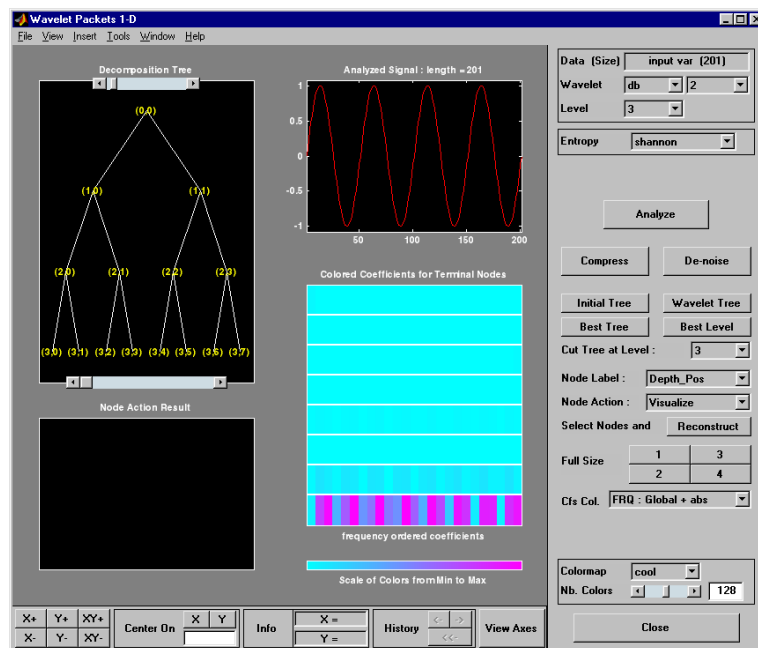 Wavelet Packets 1-D
File View Insert Tools Window Help
Decomposition Tree
(0,0)
(1,0) (1,1)
(2,0) (2,1) (2,2) (2,3)
(3,0) (3,1) (3,2) (3,3) (3,4) (3,5) (3,6) (3,7)
Node Action Result
Analyzed Signal : length = 201
1
0.5
0
-0.5
-1
50 100 150 200
Colored Coefficients for Terminal Nodes
frequency ordered coefficients
Scale of Colors from Min to Max
Data (Size) input var (201)
Wavelet db 2
Level 3
Entropy shannon
Analyze
Compress De-noise
Initial Tree Wavelet Tree
Best Tree Best Level
Cut Tree at Level : 3
Node Label : Depth_Pos
Node Action : Visualize
Select Nodes and Reconstruct
Full Size 1 3
2 4
Cfs Col. FRQ : Global + abs
Colormap cool
Nb. Colors 128
Close
X+ Y+ XY+
X- Y- XY-
Center On X Y
Info X =
Y =
History <- ->
<<-
View Axes